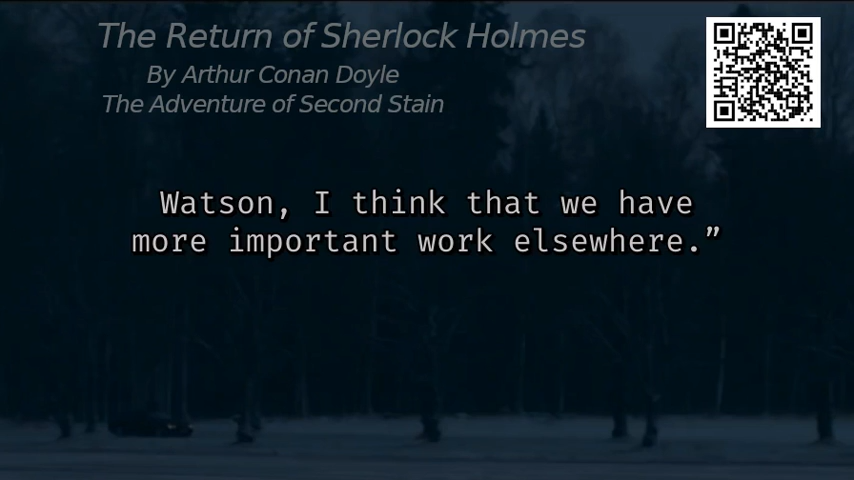 The Return of Sherlock Holmes
By Arthur Conan Doyle
The Adventure of Second Stain
Watson, I think that we have
more important work elsewhere.”